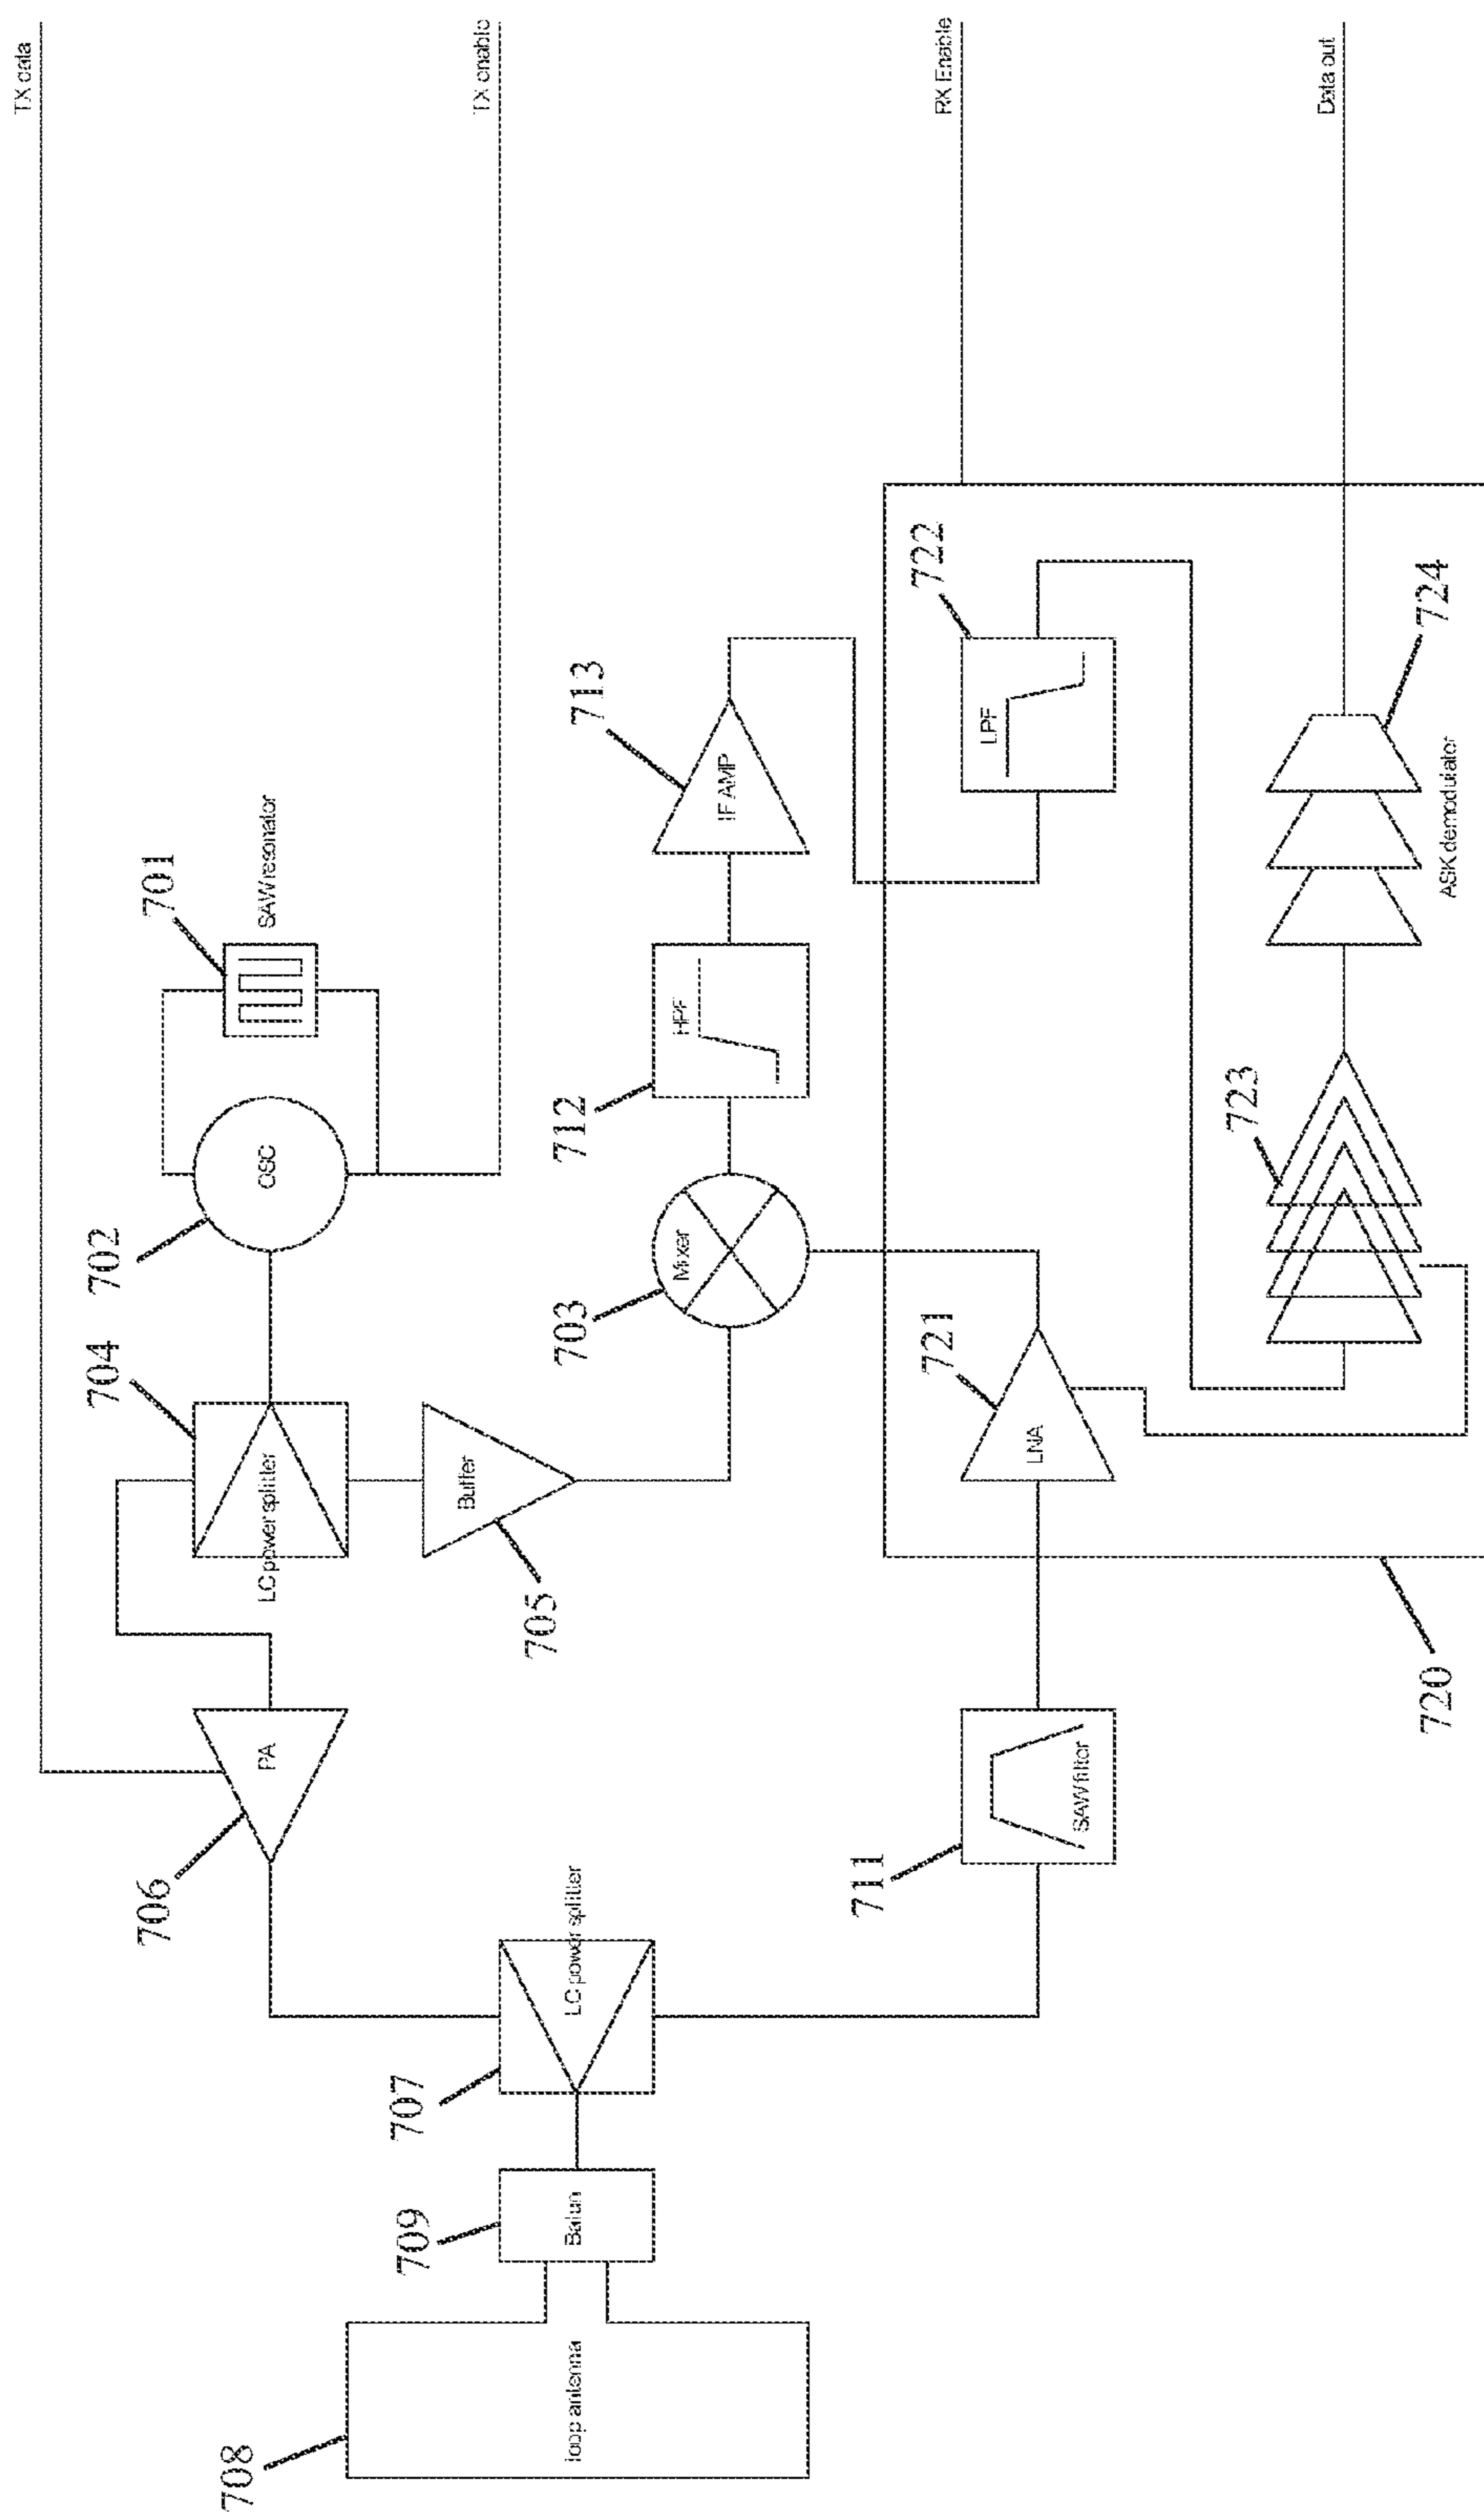 TX data
TX enable
RX Enable
Data out
701
SAW resonator
702
OSC
704
LC power splitter
705
Buffer
706
PA
703
Mixer
712
HPF
713
IF AMP
707
LC power splitter
709
Balun
708
loop antenna
711
SAW filter
720
721
LNA
722
LPF
723
724
ASK demodulator